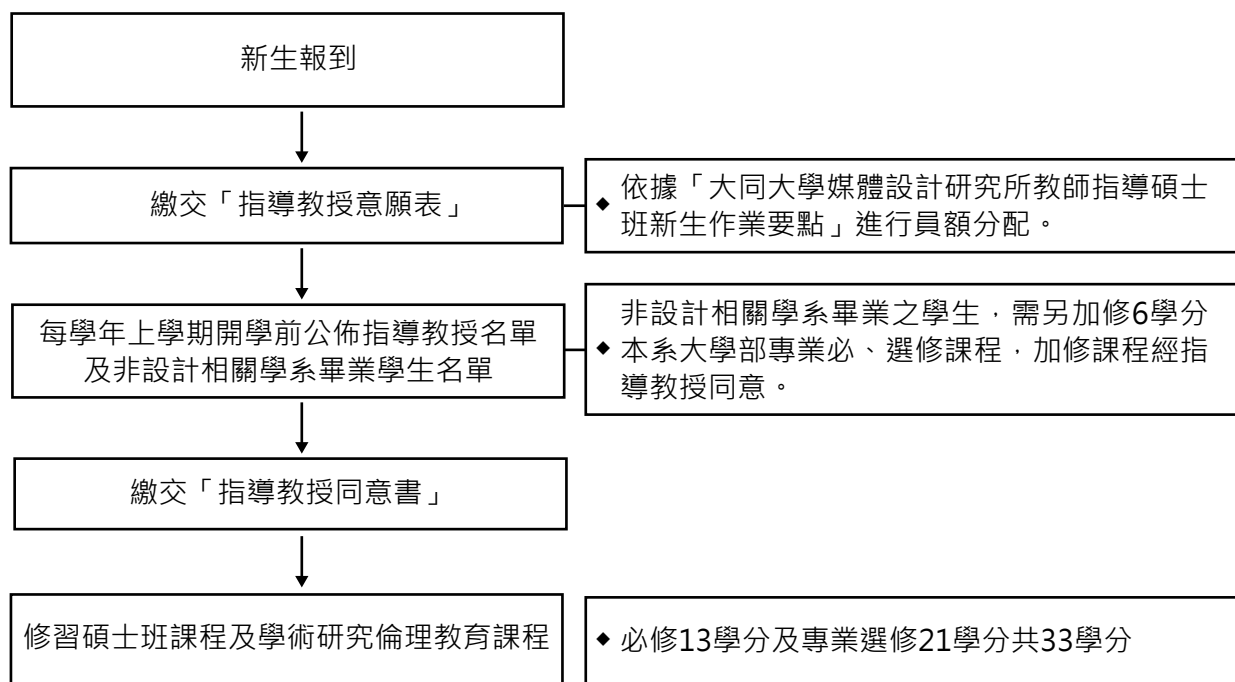 新生報到
繳交「指導教授意願表」
◆ 依據「大同大學媒體設計研究所教師指導碩士
班新生作業要點」進行員額分配。
每學年上學期開學前公佈指導教授名單
及非設計相關學系畢業學生名單
非設計相關學系畢業之學生，需另加修6學分
◆ 本系大學部專業必、選修課程，加修課程經指
導教授同意。
繳交「指導教授同意書」
修習碩士班課程及學術研究倫理教育課程
◆ 必修13學分及專業選修21學分共33學分